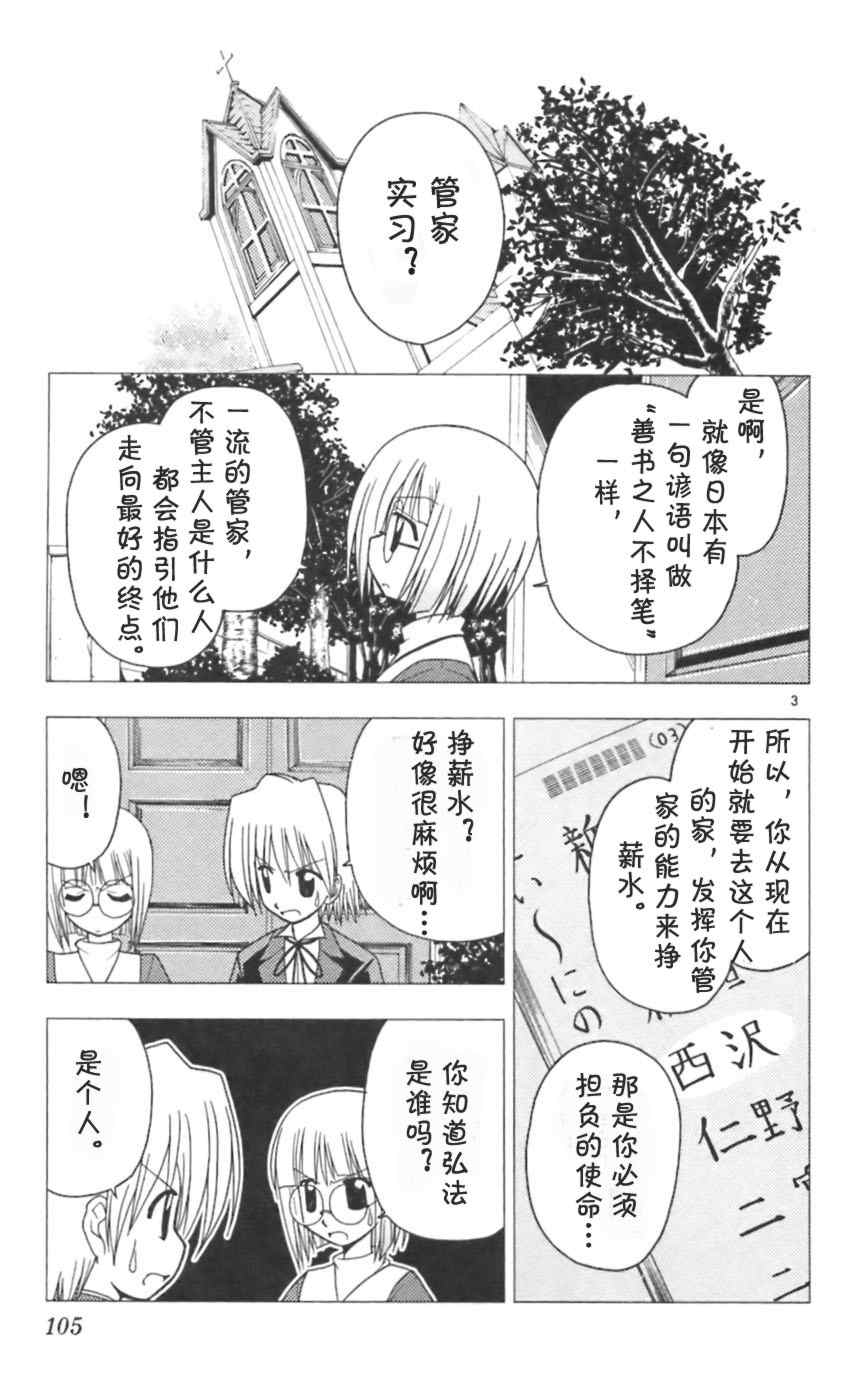 管家
实习？
是啊，
就像日本有
一句谚语叫做
“善书之人不择笔”
一样，
一流的管家，
不管主人是什么人
都会指引他们
走向最好的终点。
3
所以，你从现在
开始就要去这个人
的家，发挥你管
家的能力来挣
薪水。
(03)
い〜にの
西沢
仁野
二
二
那是你必须
担负的使命…
挣薪水？
好像很麻烦啊…
嗯！
你知道弘法
是谁吗？
是个人。
105